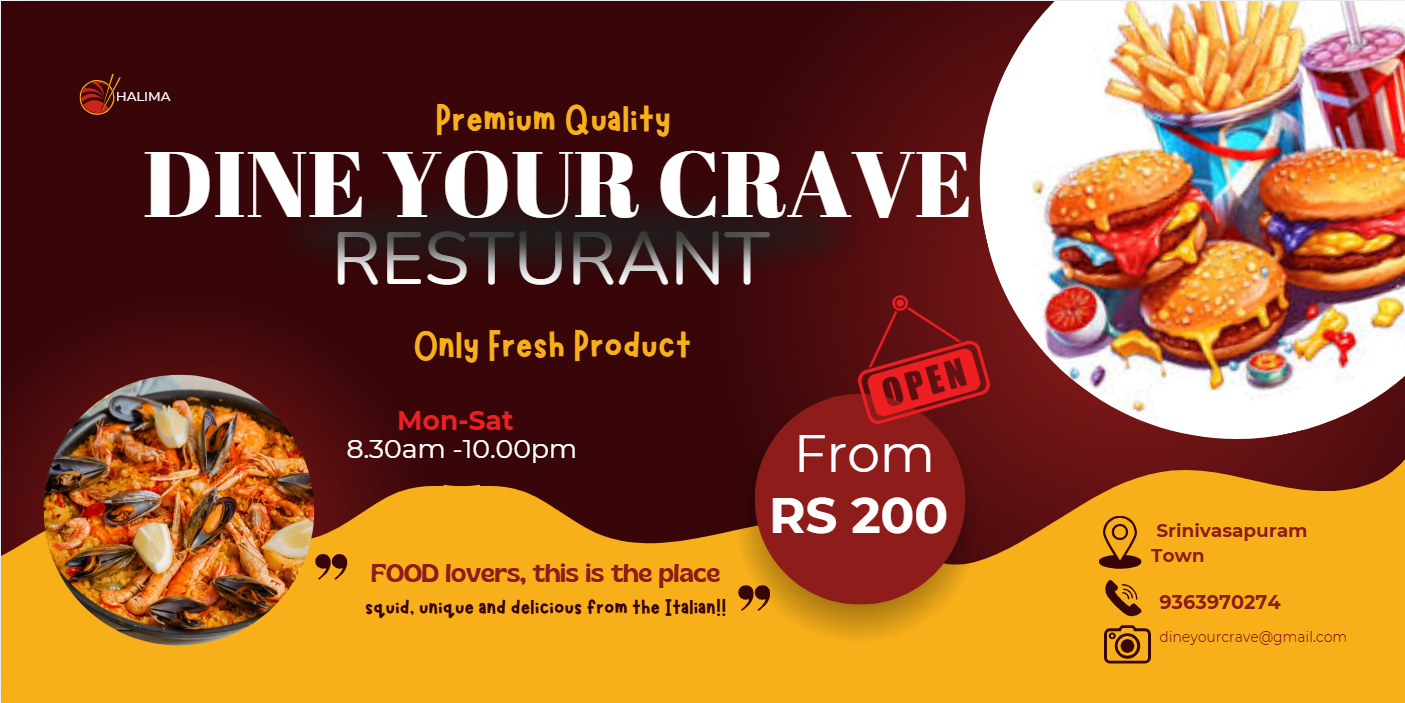 HALIMA
Premium Quality
DINE YOUR CRAVE
RESTURANT
Only Fresh Product
OPEN
Mon-Sat
8.30am -10.00pm
From
RS 200
❞ FOOD lovers, this is the place
squid, unique and delicious from the Italian!! ❞
Srinivasapuram
Town
9363970274
dineyourcrave@gmail.com